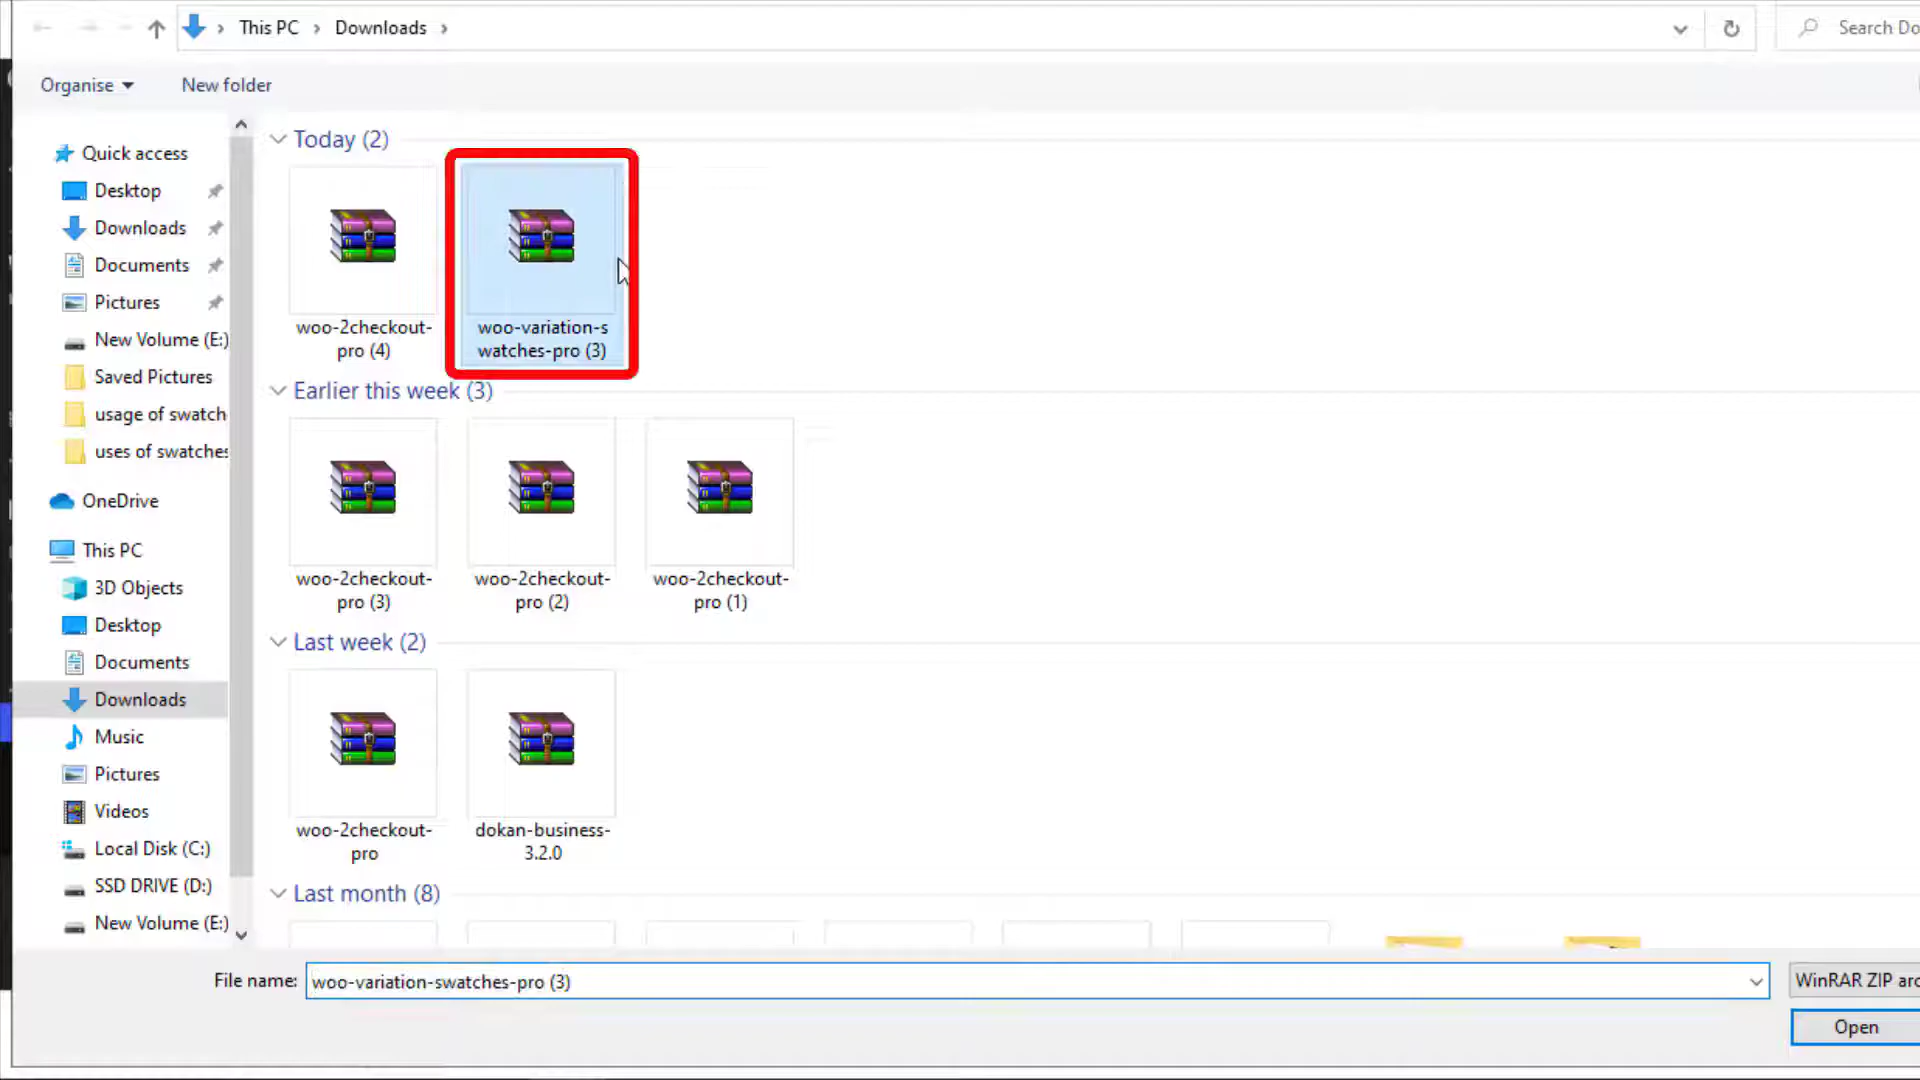 This PC
Downloads
Search Do
Organise
New folder
Quick access
Desktop
Downloads
Documents
Pictures
New Volume (E:)
Saved Pictures
usage of swatch
uses of swatches
OneDrive
This PC
3D Objects
Desktop
Documents
Downloads
Music
Pictures
Videos
Local Disk (C:)
SSD DRIVE (D:)
New Volume (E:)
Today (2)
woo-2checkout-
pro (4)
woo-variation-s
watches-pro (3)
Earlier this week (3)
woo-2checkout-
pro (3)
woo-2checkout-
pro (2)
woo-2checkout-
pro (1)
Last week (2)
woo-2checkout-
pro
dokan-business-
3.2.0
Last month (8)
File name:
woo-variation-swatches-pro (3)
WinRAR ZIP arc
Open